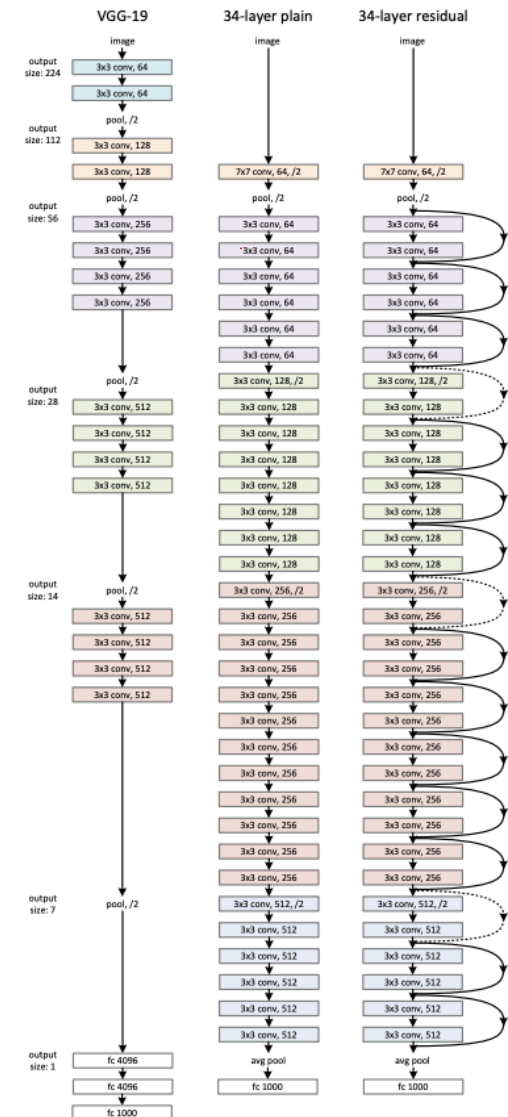 VGG-19
image
output
size: 224
3x3 conv, 64
3x3 conv, 64
pool, /2
output
size: 112
3x3 conv, 128
3x3 conv, 128
pool, /2
output
size: 56
3x3 conv, 256
3x3 conv, 256
3x3 conv, 256
3x3 conv, 256
pool, /2
output
size: 28
3x3 conv, 512
3x3 conv, 512
3x3 conv, 512
3x3 conv, 512
pool, /2
output
size: 14
3x3 conv, 512
3x3 conv, 512
3x3 conv, 512
3x3 conv, 512
pool, /2
output
size: 7
output
size: 1
fc 4096
fc 4096
fc 1000
34-layer plain
image
7x7 conv, 64, /2
pool, /2
3x3 conv, 64
3x3 conv, 64
3x3 conv, 64
3x3 conv, 64
3x3 conv, 64
3x3 conv, 64
3x3 conv, 128, /2
3x3 conv, 128
3x3 conv, 128
3x3 conv, 128
3x3 conv, 128
3x3 conv, 128
3x3 conv, 128
3x3 conv, 128
3x3 conv, 256, /2
3x3 conv, 256
3x3 conv, 256
3x3 conv, 256
3x3 conv, 256
3x3 conv, 256
3x3 conv, 256
3x3 conv, 256
3x3 conv, 256
3x3 conv, 256
3x3 conv, 256
3x3 conv, 256
3x3 conv, 512, /2
3x3 conv, 512
3x3 conv, 512
3x3 conv, 512
3x3 conv, 512
3x3 conv, 512
avg pool
fc 1000
34-layer residual
image
7x7 conv, 64, /2
pool, /2
3x3 conv, 64
3x3 conv, 64
3x3 conv, 64
3x3 conv, 64
3x3 conv, 64
3x3 conv, 64
3x3 conv, 128, /2
3x3 conv, 128
3x3 conv, 128
3x3 conv, 128
3x3 conv, 128
3x3 conv, 128
3x3 conv, 128
3x3 conv, 128
3x3 conv, 256, /2
3x3 conv, 256
3x3 conv, 256
3x3 conv, 256
3x3 conv, 256
3x3 conv, 256
3x3 conv, 256
3x3 conv, 256
3x3 conv, 256
3x3 conv, 256
3x3 conv, 256
3x3 conv, 256
3x3 conv, 512, /2
3x3 conv, 512
3x3 conv, 512
3x3 conv, 512
3x3 conv, 512
3x3 conv, 512
avg pool
fc 1000